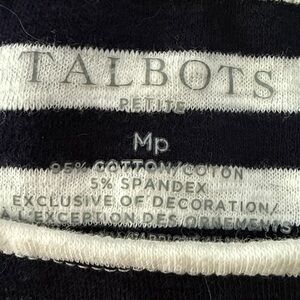 TALBOTS
PETITE
Mp
95% COTTON/COTON
5% SPANDEX
EXCLUSIVE OF DECORATION/
A L'EXCEPTION DES ORNEMENTS